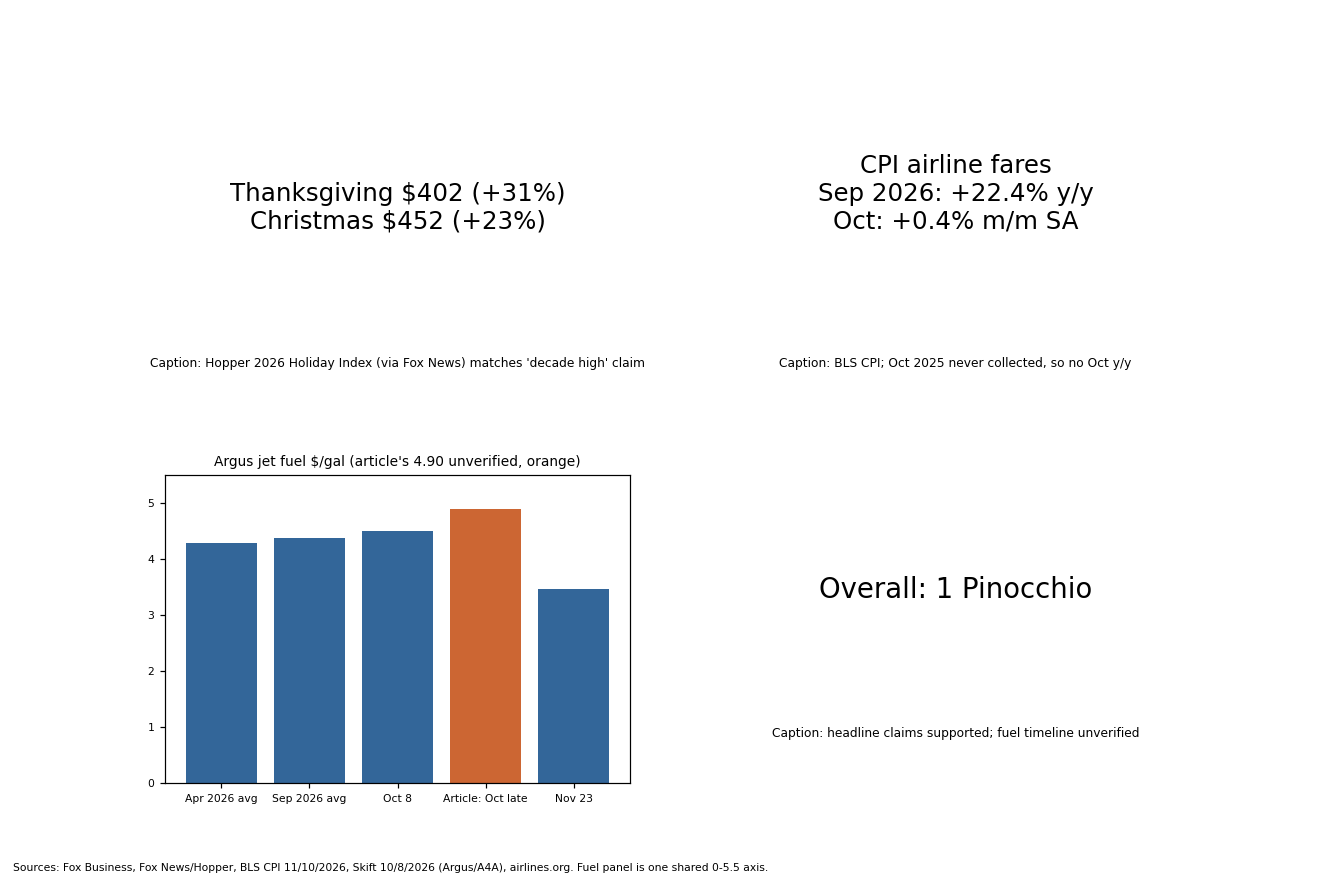 Thanksgiving $402 (+31%)
Christmas $452 (+23%)
Caption: Hopper 2026 Holiday Index (via Fox News) matches 'decade high' claim
CPI airline fares
Sep 2026: +22.4% y/y
Oct: +0.4% m/m SA
Caption: BLS CPI; Oct 2025 never collected, so no Oct y/y
Argus jet fuel $/gal (article's 4.90 unverified, orange)
5
4
3
2
1
0
Apr 2026 avg
Sep 2026 avg
Oct 8
Article: Oct late
Nov 23
Overall: 1 Pinocchio
Caption: headline claims supported; fuel timeline unverified
Sources: Fox Business, Fox News/Hopper, BLS CPI 11/10/2026, Skift 10/8/2026 (Argus/A4A), airlines.org. Fuel panel is one shared 0-5.5 axis.